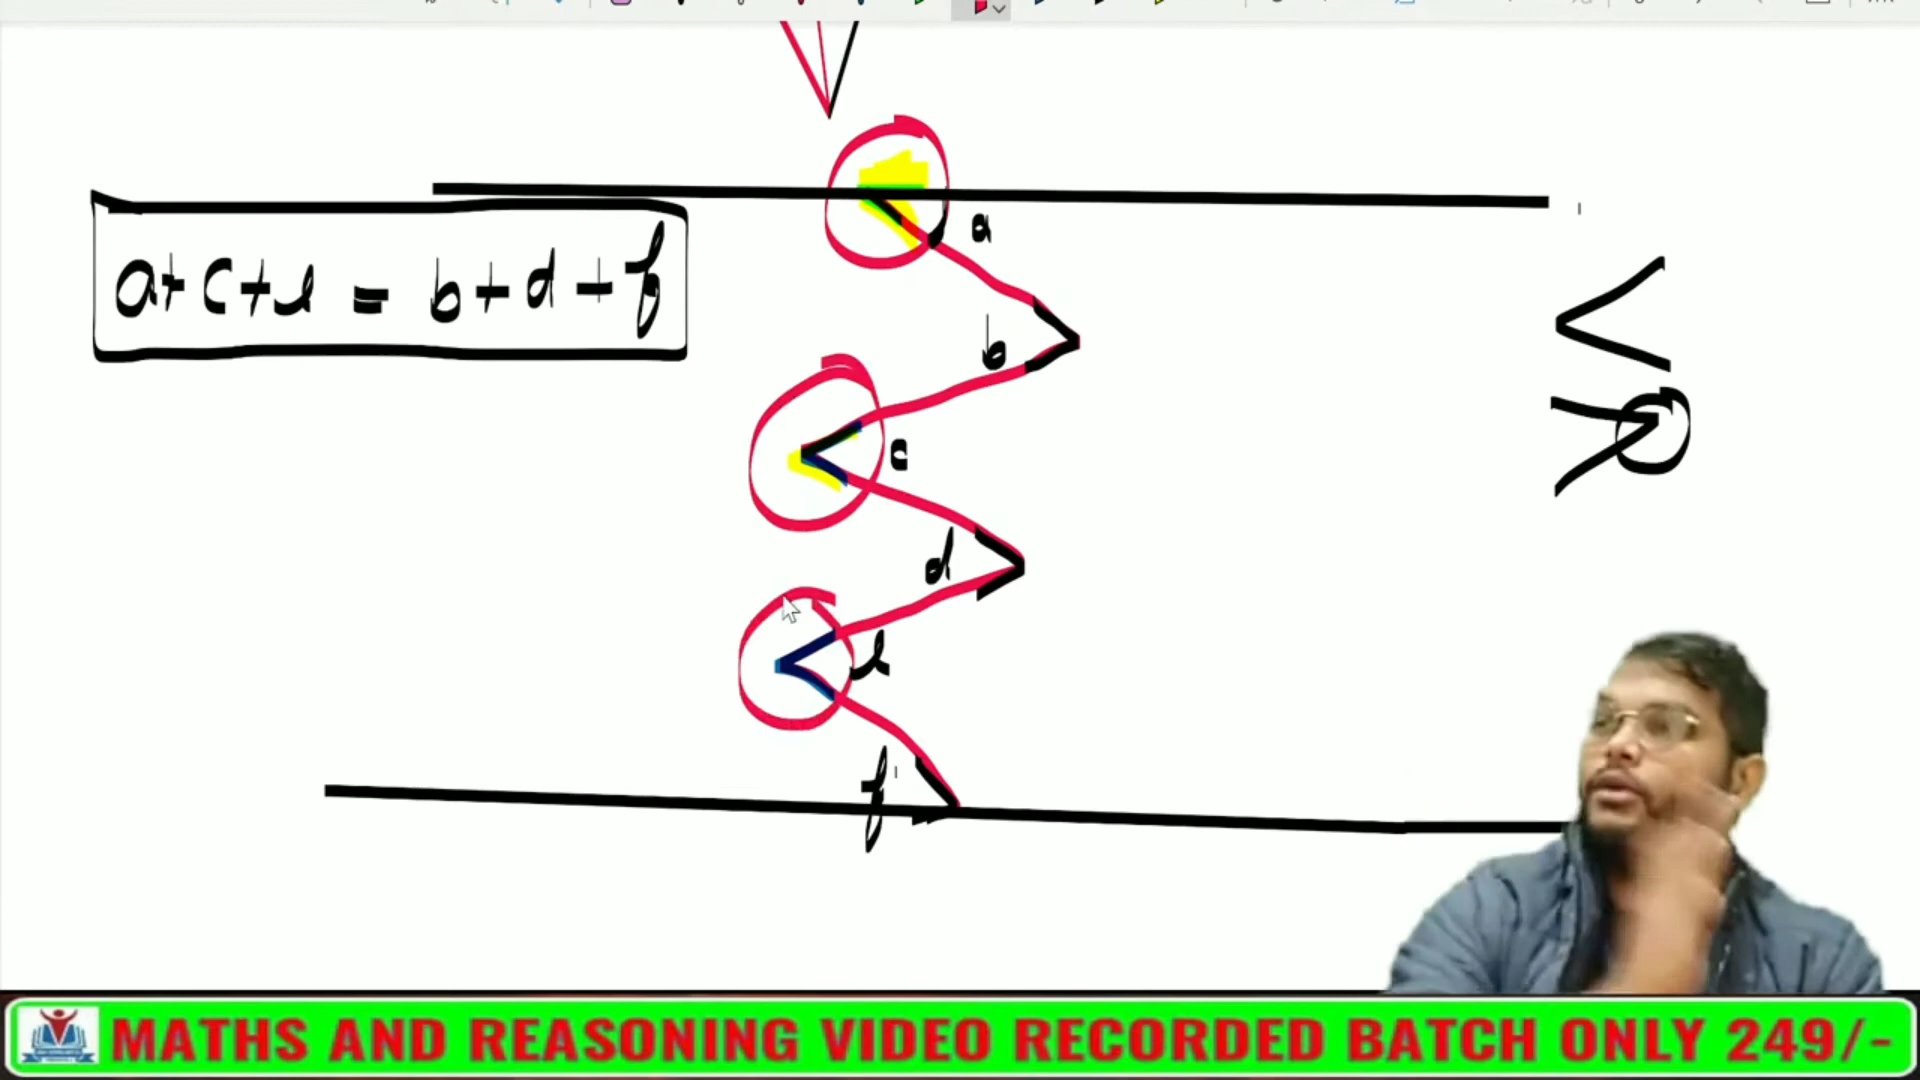 a
a+c+e = b+d+f
b
c
d
e
f
MATHS AND REASONING VIDEO RECORDED BATCH ONLY 249/-